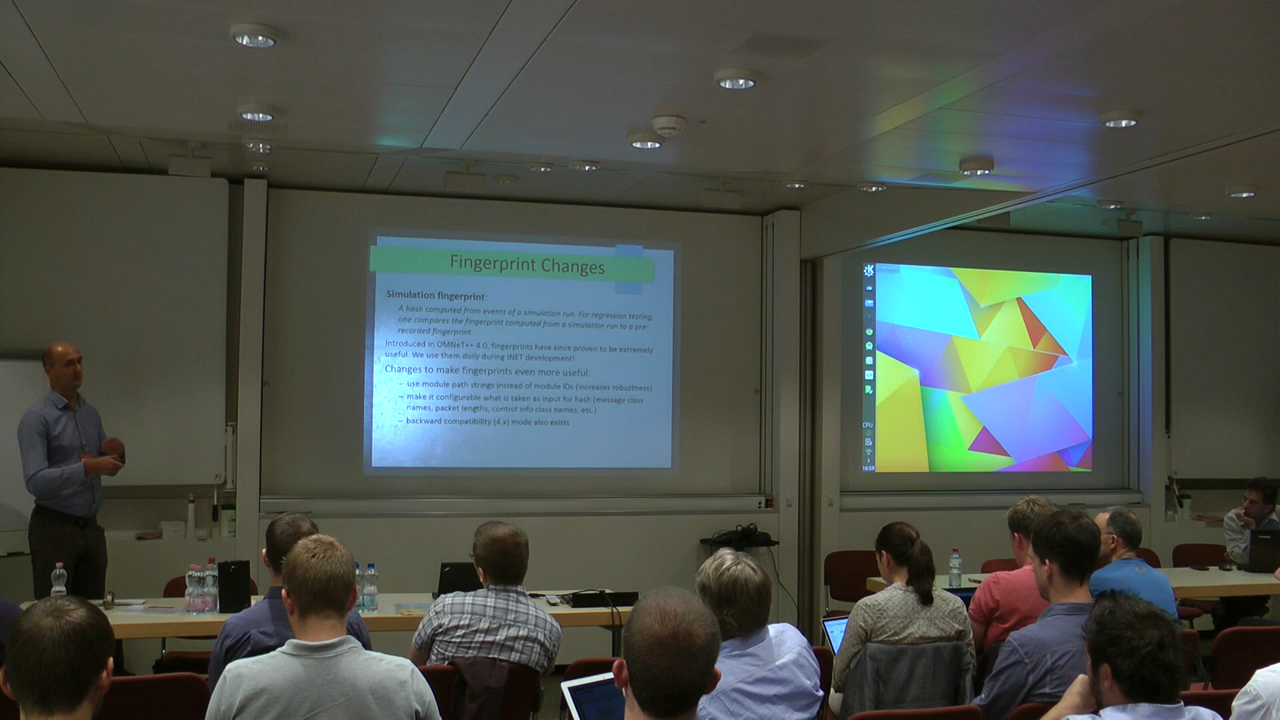 Fingerprint Changes
Simulation fingerprint:
A hash computed from events of a simulation run. For regression testing,
one compares the fingerprint computed from a simulation run to a pre-
recorded fingerprint.
Introduced in OMNeT++ 4.0, fingerprints have since proven to be extremely
useful. We use them daily during INET development!
Changes to make fingerprints even more useful:
– use module path strings instead of module IDs (increases robustness)
– make it configurable what is taken as input for hash (message class
names, packet lengths, control info class names, etc.)
– backward compatibility (4.x) mode also exists
CPU
16:59